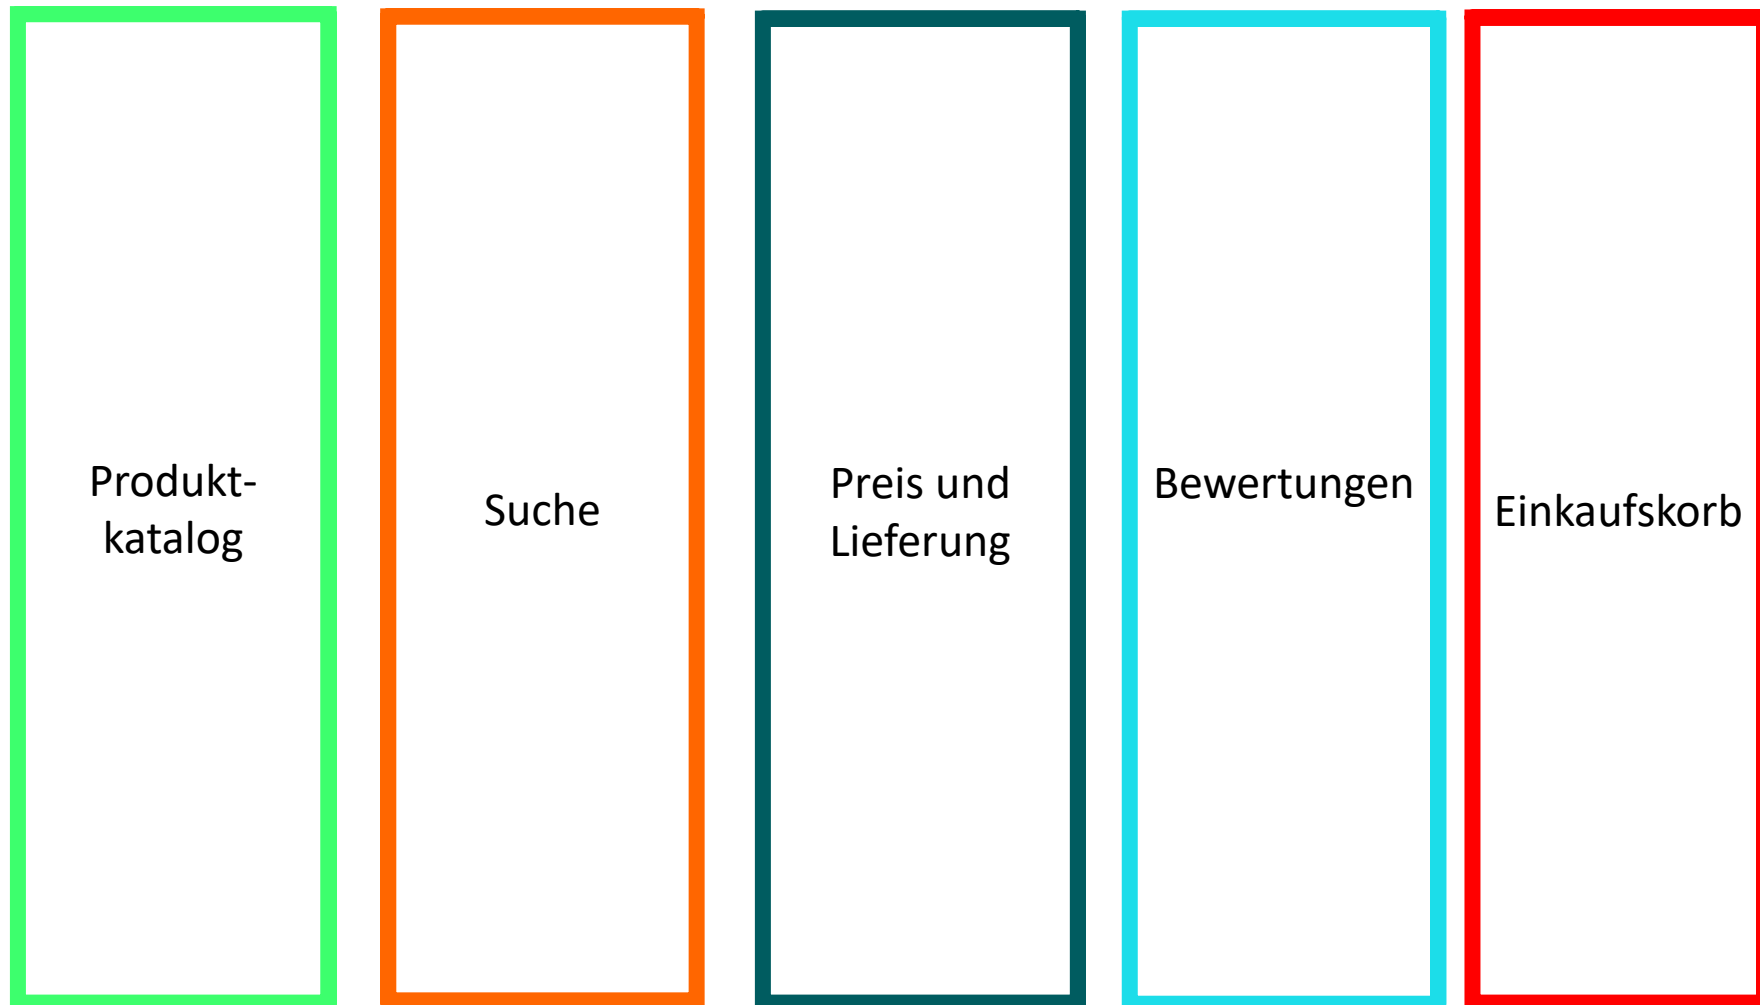 Produkt-
katalog
Suche
Preis und
Lieferung
Bewertungen
Einkaufskorb